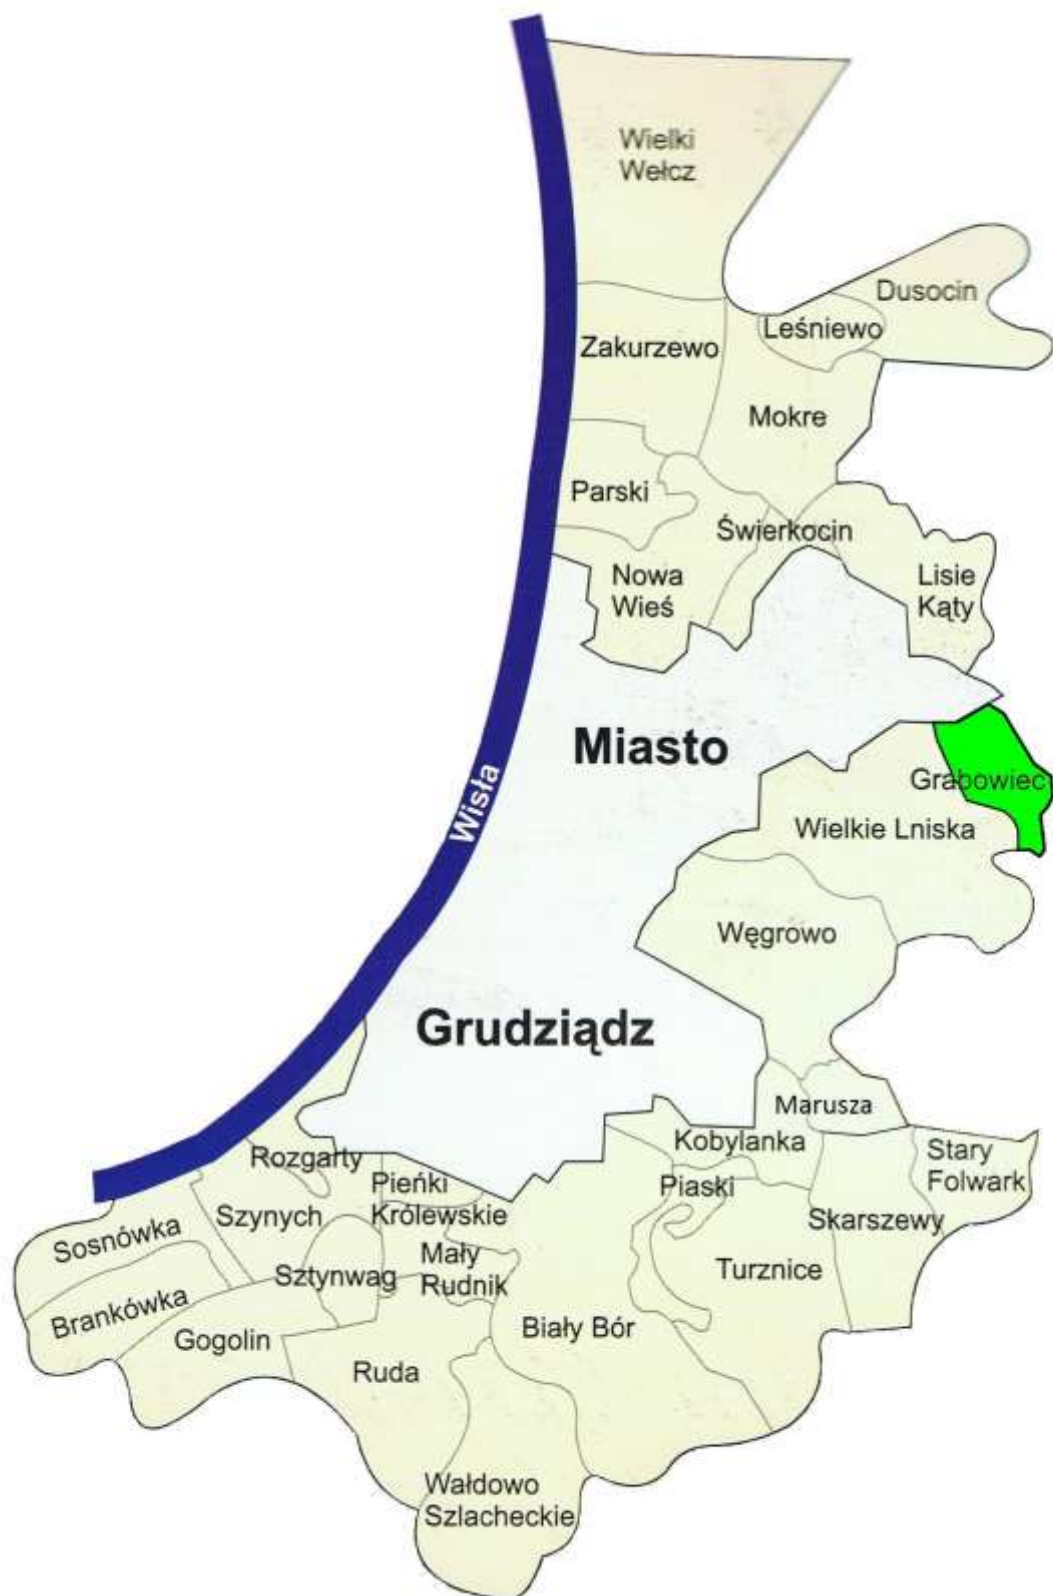 Wielki
Wełcz
Dusocin
Leśniewo
Zakurzewo
Mokre
Parski
Świerkocin
Nowa
Wieś
Lisie
Kąty
Miasto
Grabowiec
Wisła
Wielkie Lniska
Węgrowo
Grudziądz
Marusza
Kobylanka
Rozgarty
Stary
Folwark
Pieńki
Królewskie
Piaski
Szynych
Skarszewy
Sosnówka
Mały
Rudnik
Sztynwag
Turznice
Brankówka
Gogolin
Biały Bór
Ruda
Wałdowo
Szlacheckie